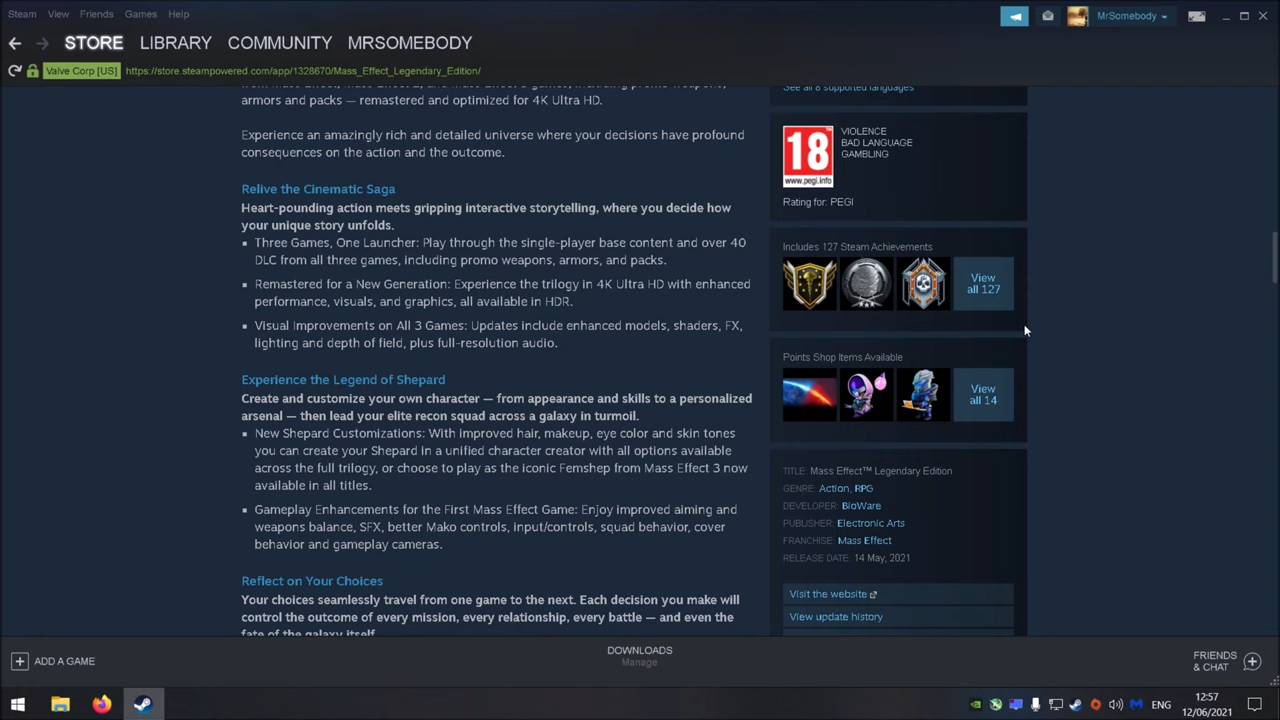 Steam View Friends Games Help
MrSomebody
STORE LIBRARY COMMUNITY MRSOMEBODY
Valve Corp [US] https://store.steampowered.com/app/1328670/Mass_Effect_Legendary_Edition/
armors and packs — remastered and optimized for 4K Ultra HD.
Experience an amazingly rich and detailed universe where your decisions have profound
consequences on the action and the outcome.
Relive the Cinematic Saga
Heart-pounding action meets gripping interactive storytelling, where you decide how
your unique story unfolds.
▪ Three Games, One Launcher: Play through the single-player base content and over 40
DLC from all three games, including promo weapons, armors, and packs.
▪ Remastered for a New Generation: Experience the trilogy in 4K Ultra HD with enhanced
performance, visuals, and graphics, all available in HDR.
▪ Visual Improvements on All 3 Games: Updates include enhanced models, shaders, FX,
lighting and depth of field, plus full-resolution audio.
Experience the Legend of Shepard
Create and customize your own character — from appearance and skills to a personalized
arsenal — then lead your elite recon squad across a galaxy in turmoil.
▪ New Shepard Customizations: With improved hair, makeup, eye color and skin tones
you can create your Shepard in a unified character creator with all options available
across the full trilogy, or choose to play as the iconic Femshep from Mass Effect 3 now
available in all titles.
▪ Gameplay Enhancements for the First Mass Effect Game: Enjoy improved aiming and
weapons balance, SFX, better Mako controls, input/controls, squad behavior, cover
behavior and gameplay cameras.
Reflect on Your Choices
Your choices seamlessly travel from one game to the next. Each decision you make will
control the outcome of every mission, every relationship, every battle — and even the
fate of the galaxy itself.
See all 8 supported languages
18
www.pegi.info
VIOLENCE
BAD LANGUAGE
GAMBLING
Rating for: PEGI
Includes 127 Steam Achievements
View
all 127
Points Shop Items Available
View
all 14
TITLE: Mass Effect™ Legendary Edition
GENRE: Action, RPG
DEVELOPER: BioWare
PUBLISHER: Electronic Arts
FRANCHISE: Mass Effect
RELEASE DATE: 14 May, 2021
Visit the website
View update history
ADD A GAME
DOWNLOADS
Manage
FRIENDS
& CHAT
ENG
12:57
12/06/2021